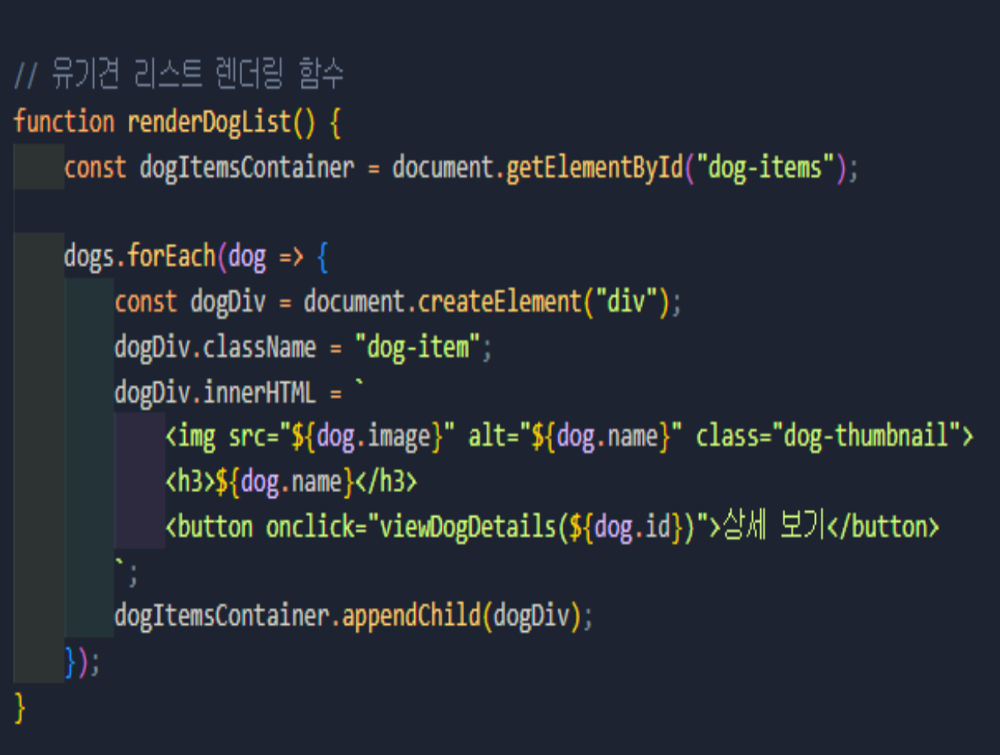 // 유기견 리스트 렌더링 함수
function renderDogList() {
    const dogItemsContainer = document.getElementById("dog-items");

    dogs.forEach(dog => {
        const dogDiv = document.createElement("div");
        dogDiv.className = "dog-item";
        dogDiv.innerHTML = `
            <img src="${dog.image}" alt="${dog.name}" class="dog-thumbnail">
            <h3>${dog.name}</h3>
            <button onclick="viewDogDetails(${dog.id})">상세 보기</button>
        `;
        dogItemsContainer.appendChild(dogDiv);
    });
}